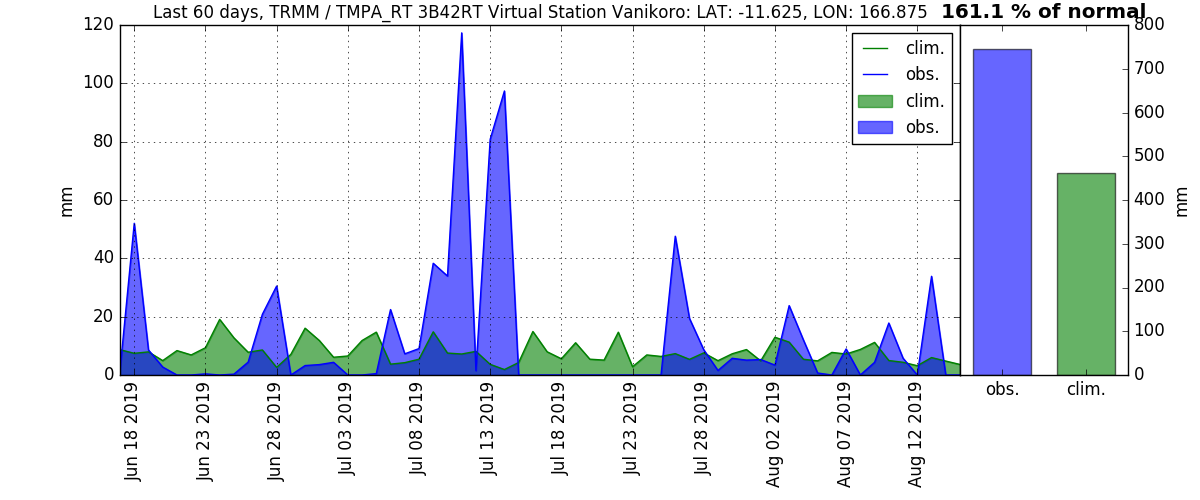 Last 60 days, TRMM / TMPA_RT 3B42RT Virtual Station Vanikoro: LAT: -11.625, LON: 166.875 161.1 % of normal
120
100
80
60
40
20
0
mm
clim.
obs.
clim.
obs.
800
700
600
500
400
300
200
100
0
mm
obs.
clim.
Jun 18 2019
Jun 23 2019
Jun 28 2019
Jul 03 2019
Jul 08 2019
Jul 13 2019
Jul 18 2019
Jul 23 2019
Jul 28 2019
Aug 02 2019
Aug 07 2019
Aug 12 2019